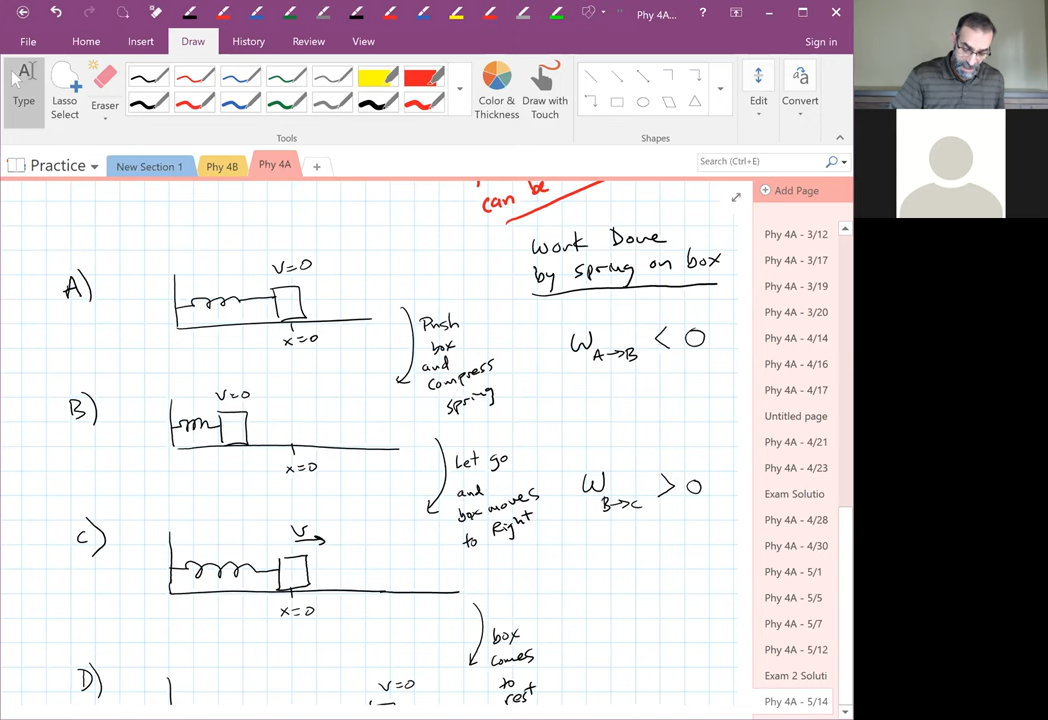 Phy 4A...
?
File
Home
Insert
Draw
History
Review
View
Sign in
Type
Lasso
Select
Eraser
Color &
Thickness
Draw with
Touch
Edit
Convert
Tools
Shapes
Practice
New Section 1
Phy 4B
Phy 4A
+
Search (Ctrl+E)
Add Page
Phy 4A - 3/12
Phy 4A - 3/17
Phy 4A - 3/19
Phy 4A - 3/20
Phy 4A - 4/14
Phy 4A - 4/16
Phy 4A - 4/17
Untitled page
Phy 4A - 4/21
Phy 4A - 4/23
Exam Solutio
Phy 4A - 4/28
Phy 4A - 4/30
Phy 4A - 5/1
Phy 4A - 5/5
Phy 4A - 5/7
Phy 4A - 5/12
Exam 2 Soluti
Phy 4A - 5/14
can be
Work Done
by spring on box
A)
V=0
x=0
Push
box
and
compress
spring
W A→B < 0
B)
V=0
x=0
Let go
and
box moves
to Right
W B→C > 0
C)
V
x=0
box
comes
to
rest
D)
V=0